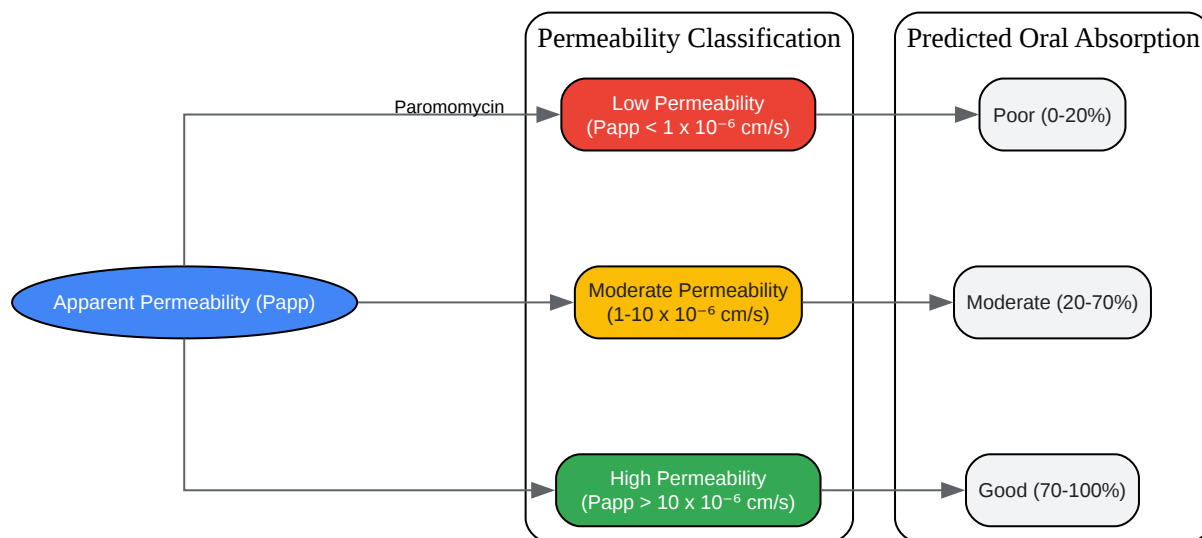 Permeability Classification
Predicted Oral Absorption
Paromomycin
Low Permeability
(Papp < 1 x 10⁻⁶ cm/s)
Poor (0-20%)
Apparent Permeability (Papp)
Moderate Permeability
(1-10 x 10⁻⁶ cm/s)
Moderate (20-70%)
High Permeability
(Papp > 10 x 10⁻⁶ cm/s)
Good (70-100%)